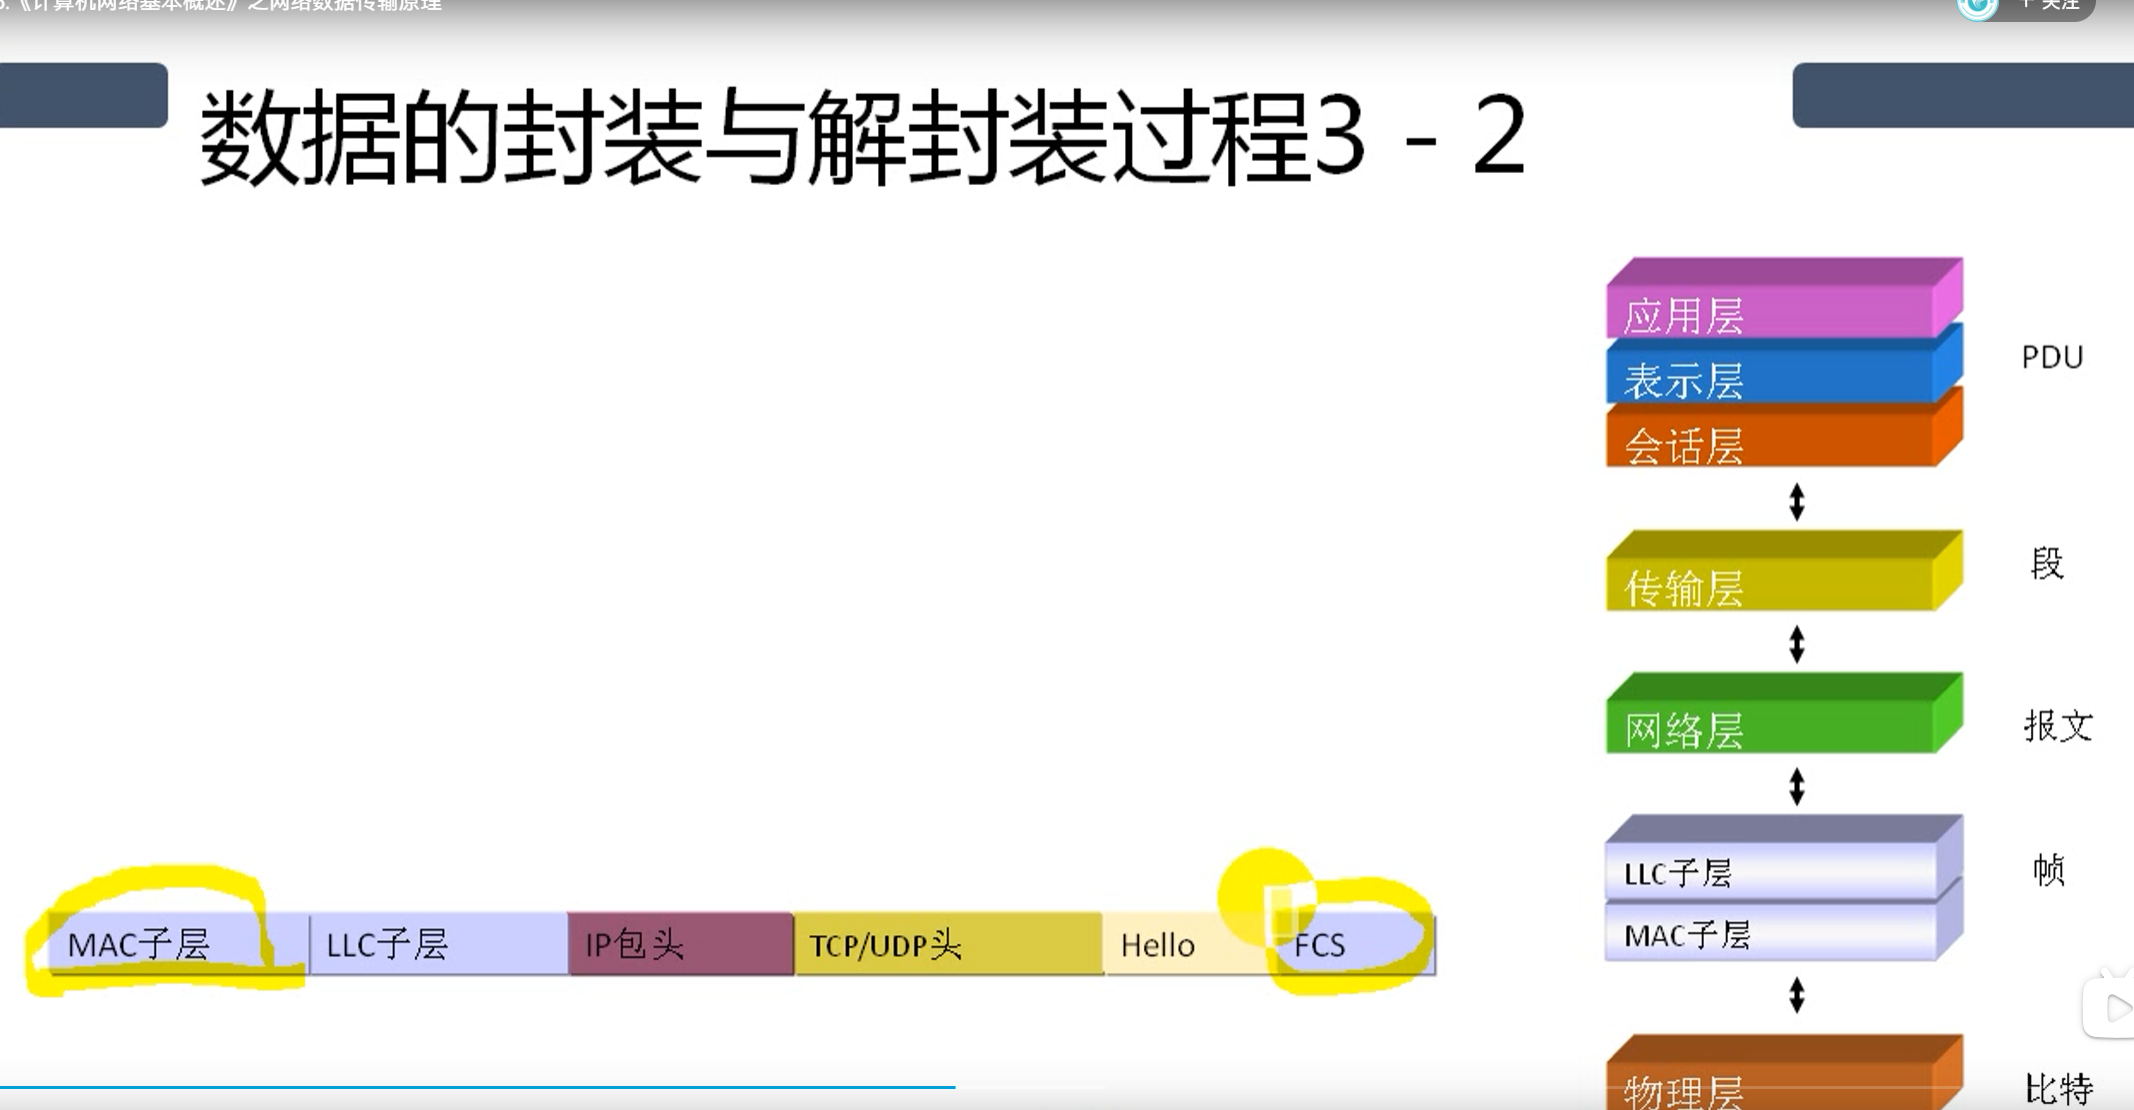 《计算机网络基本概述》之网络数据传输原理
+ 关注
数据的封装与解封装过程3 - 2
应用层
表示层
会话层
PDU
传输层
段
网络层
报文
LLC子层
MAC子层
帧
物理层
比特
MAC子层
LLC子层
IP包头
TCP/UDP头
Hello
FCS